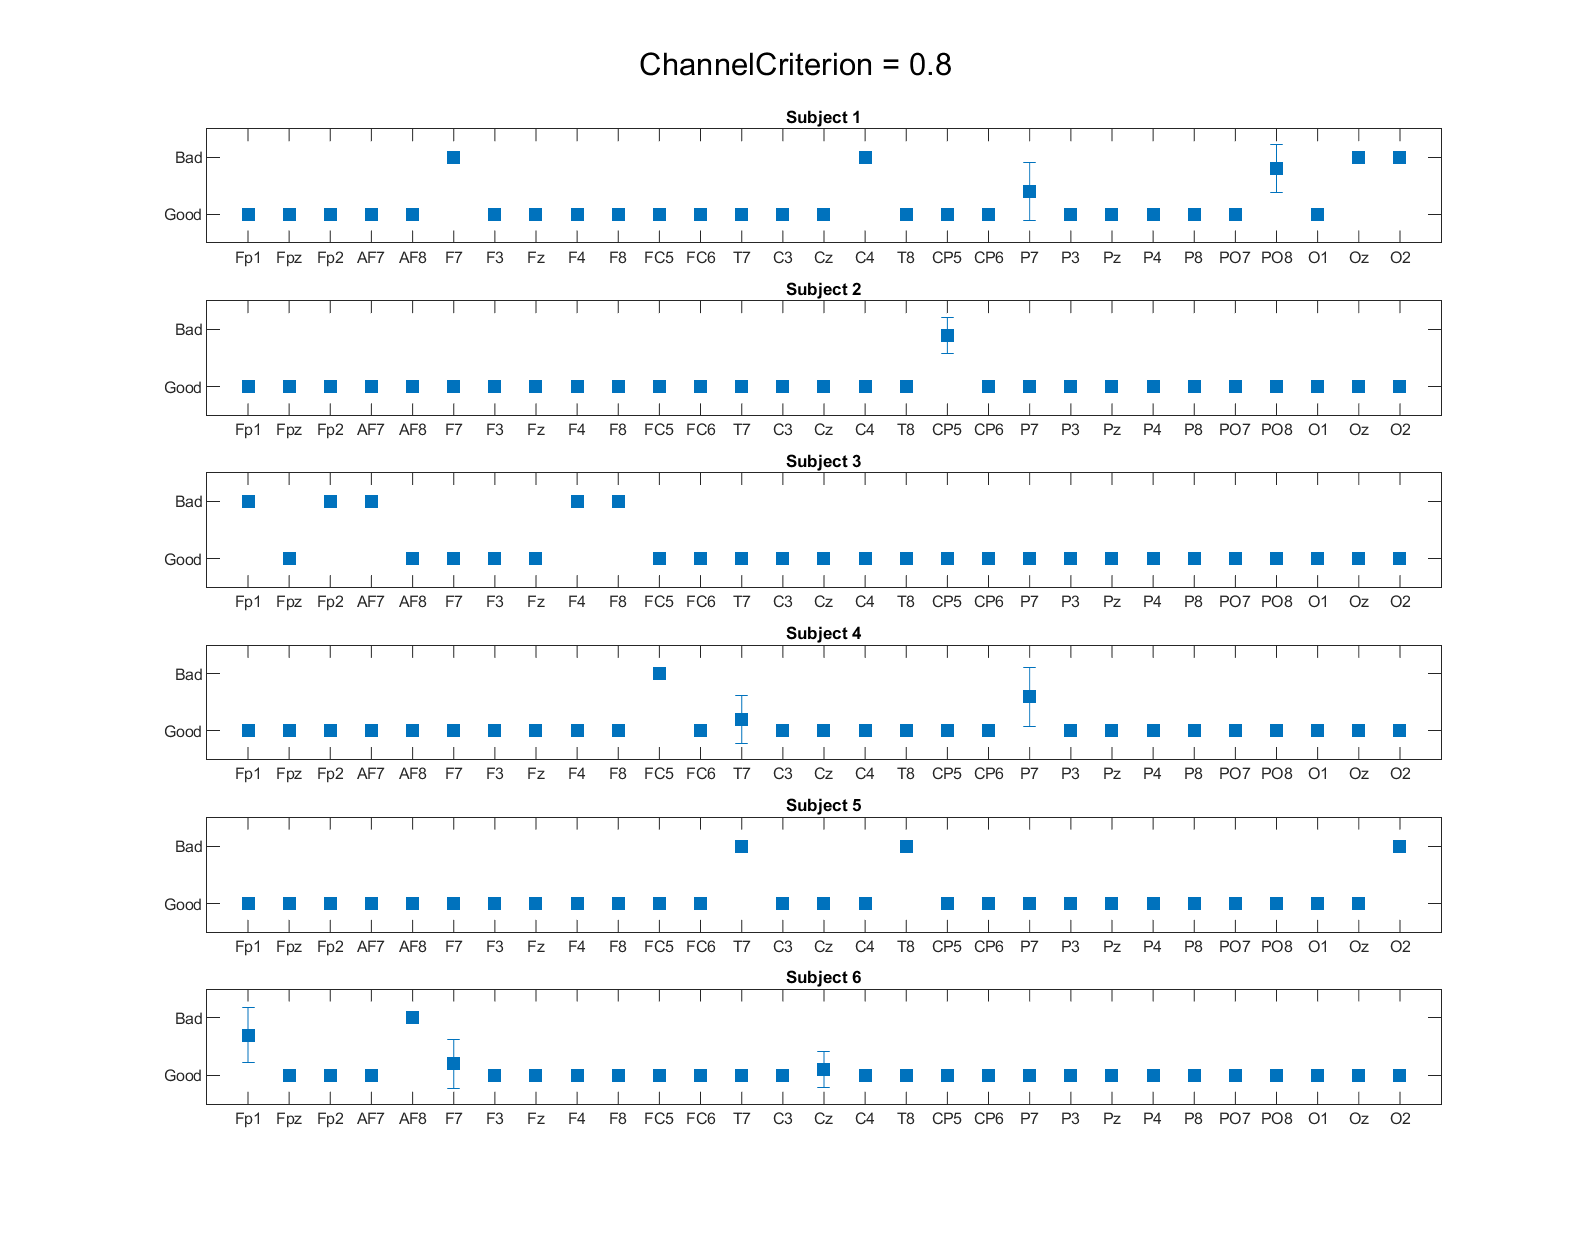 ChannelCriterion = 0.8
Subject 1
Bad
Good
Fp1 Fpz Fp2 AF7 AF8 F7 F3 Fz F4 F8 FC5 FC6 T7 C3 Cz C4 T8 CP5 CP6 P7 P3 Pz P4 P8 PO7 PO8 O1 Oz O2
Subject 2
Bad
Good
Fp1 Fpz Fp2 AF7 AF8 F7 F3 Fz F4 F8 FC5 FC6 T7 C3 Cz C4 T8 CP5 CP6 P7 P3 Pz P4 P8 PO7 PO8 O1 Oz O2
Subject 3
Bad
Good
Fp1 Fpz Fp2 AF7 AF8 F7 F3 Fz F4 F8 FC5 FC6 T7 C3 Cz C4 T8 CP5 CP6 P7 P3 Pz P4 P8 PO7 PO8 O1 Oz O2
Subject 4
Bad
Good
Fp1 Fpz Fp2 AF7 AF8 F7 F3 Fz F4 F8 FC5 FC6 T7 C3 Cz C4 T8 CP5 CP6 P7 P3 Pz P4 P8 PO7 PO8 O1 Oz O2
Subject 5
Bad
Good
Fp1 Fpz Fp2 AF7 AF8 F7 F3 Fz F4 F8 FC5 FC6 T7 C3 Cz C4 T8 CP5 CP6 P7 P3 Pz P4 P8 PO7 PO8 O1 Oz O2
Subject 6
Bad
Good
Fp1 Fpz Fp2 AF7 AF8 F7 F3 Fz F4 F8 FC5 FC6 T7 C3 Cz C4 T8 CP5 CP6 P7 P3 Pz P4 P8 PO7 PO8 O1 Oz O2